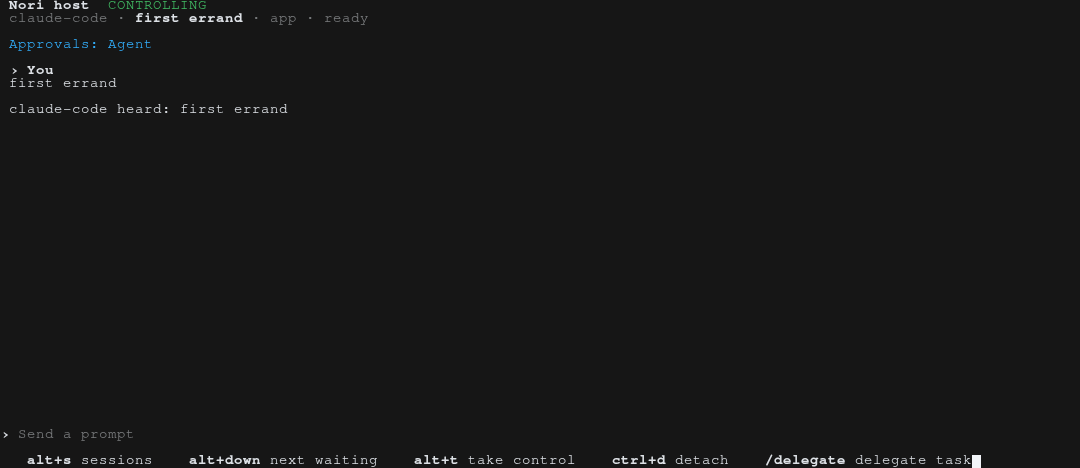 Nori host CONTROLLING
claude-code · first errand · app · ready
Approvals: Agent
› You
first errand
claude-code heard: first errand
› Send a prompt
alt+s sessions alt+down next waiting alt+t take control ctrl+d detach /delegate delegate task